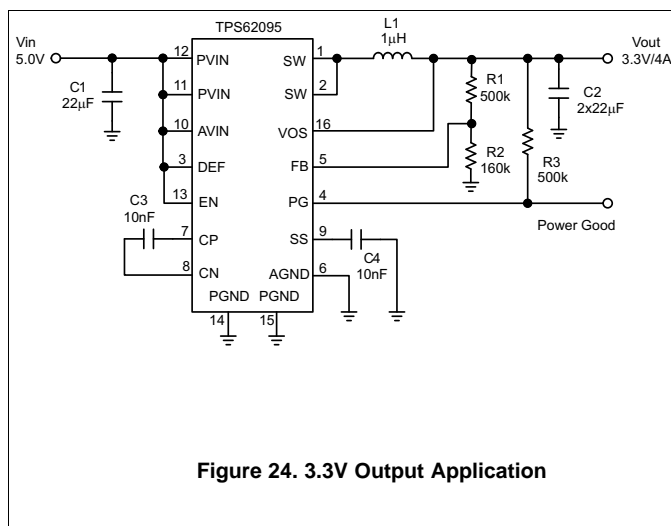 TPS62095
Vin
5.0V
C1
22μF
12
PVIN
11
PVIN
10
AVIN
3
DEF
13
EN
C3
10nF
7
CP
8
CN
PGND
14
PGND
15
SW
1
SW
2
VOS
16
FB
5
PG
4
SS
9
AGND
6
L1
1μH
R1
500k
R2
160k
C4
10nF
R3
500k
C2
2x22μF
Vout
3.3V/4A
Power Good
Figure 24. 3.3V Output Application